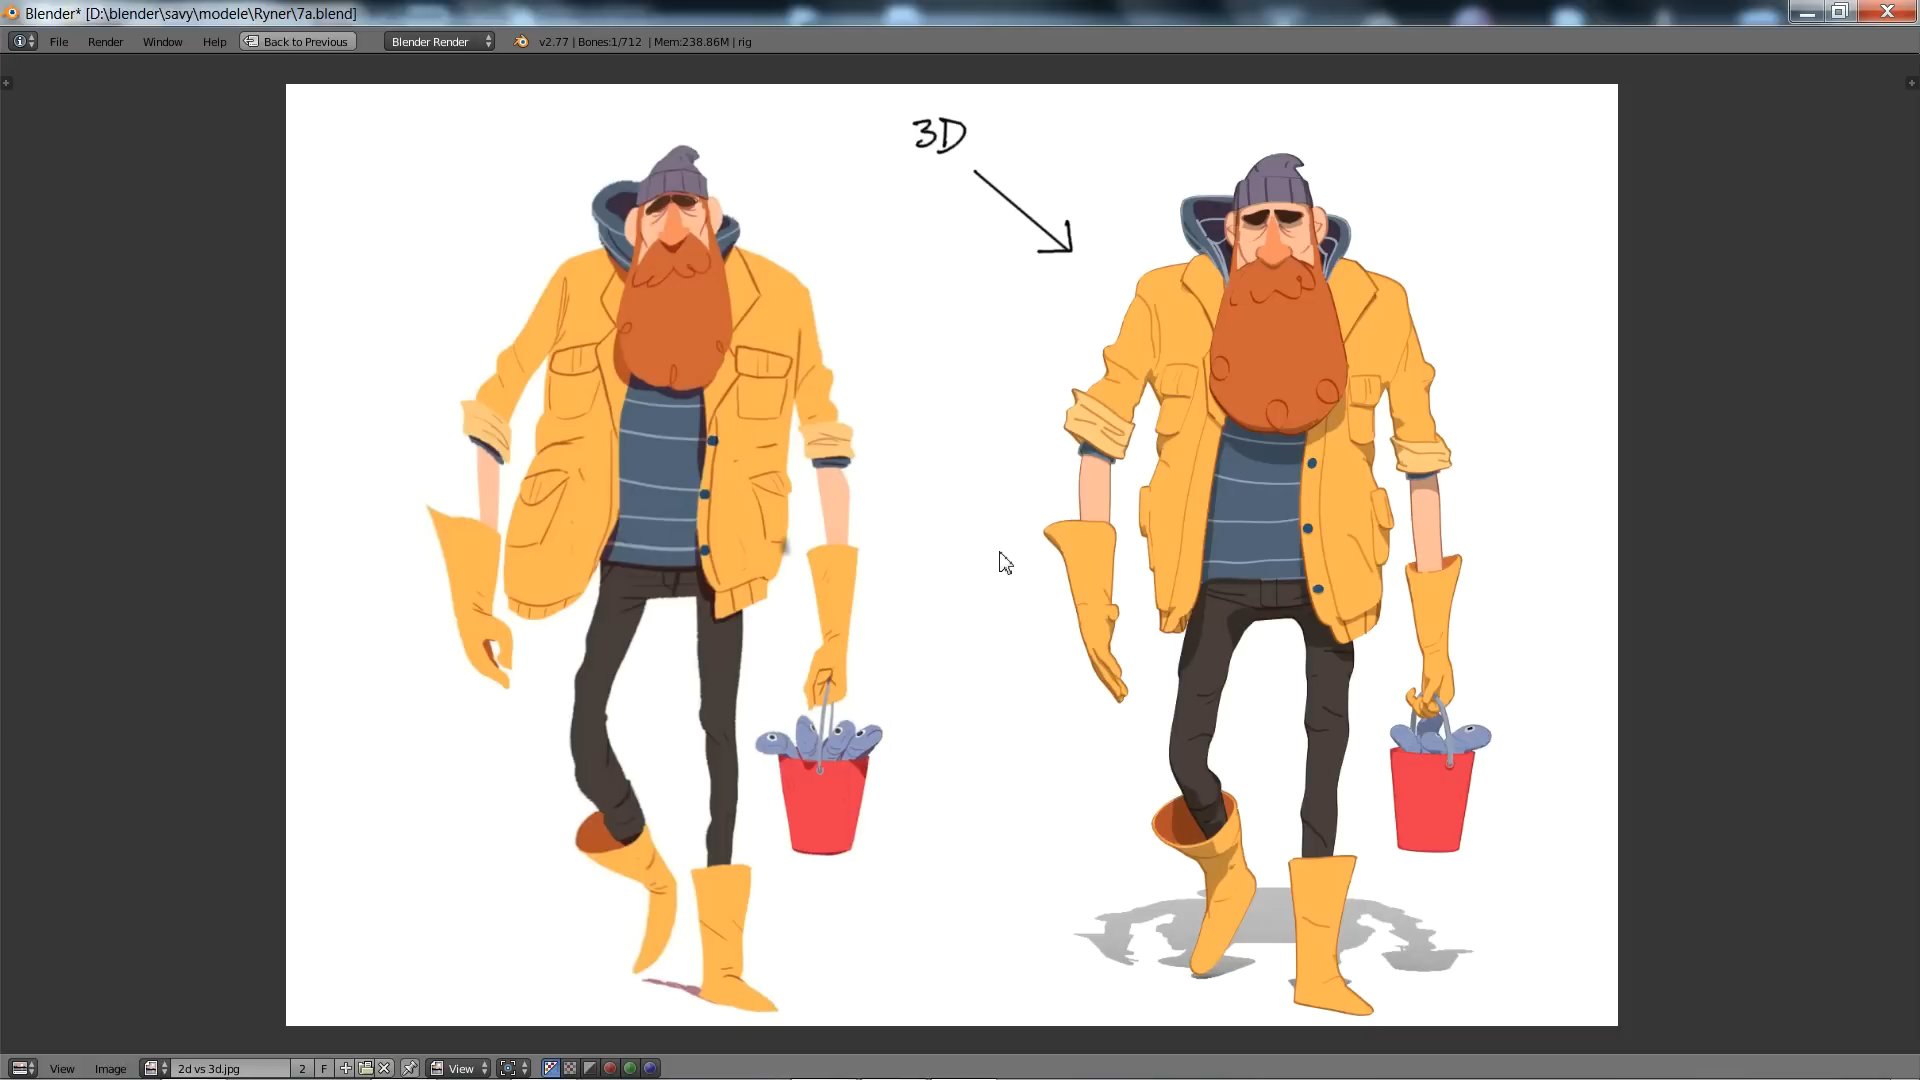 Blender* [D:\blender\savy\modele\Ryner\7a.blend]
File Render Window Help Back to Previous Blender Render v2.77 | Bones:1/712 | Mem:238.86M | rig
3D
View Image 2d vs 3d.jpg 2 F View